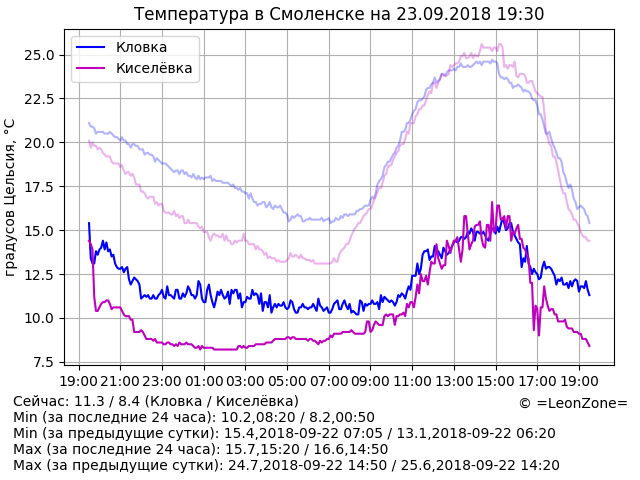 Температура в Смоленске на 23.09.2018 19:30
Кловка
Киселёвка
градусов Цельсия, °C
25.0
22.5
20.0
17.5
15.0
12.5
10.0
7.5
19:00 21:00 23:00 01:00 03:00 05:00 07:00 09:00 11:00 13:00 15:00 17:00 19:00
Сейчас: 11.3 / 8.4 (Кловка / Киселёвка)
© =LeonZone=
Min (за последние 24 часа): 10.2,08:20 / 8.2,00:50
Min (за предыдущие сутки): 15.4,2018-09-22 07:05 / 13.1,2018-09-22 06:20
Max (за последние 24 часа): 15.7,15:20 / 16.6,14:50
Max (за предыдущие сутки): 24.7,2018-09-22 14:50 / 25.6,2018-09-22 14:20